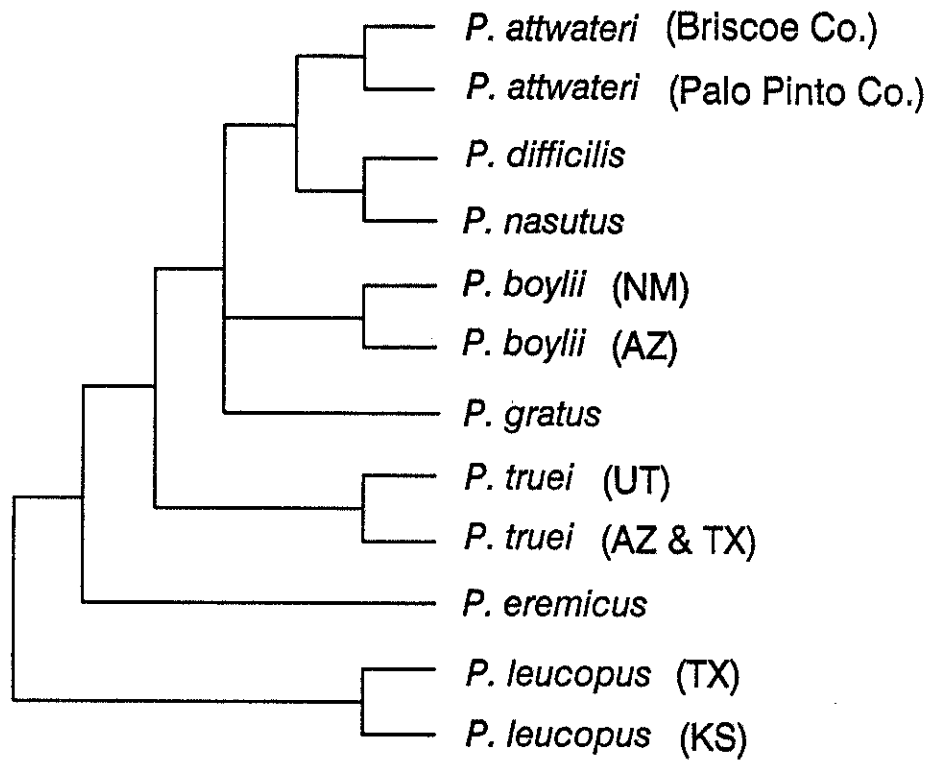 P. attwateri (Briscoe Co.)
P. attwateri (Palo Pinto Co.)
P. difficilis
P. nasutus
P. boylii (NM)
P. boylii (AZ)
P. gratus
P. truei (UT)
P. truei (AZ & TX)
P. eremicus
P. leucopus (TX)
P. leucopus (KS)